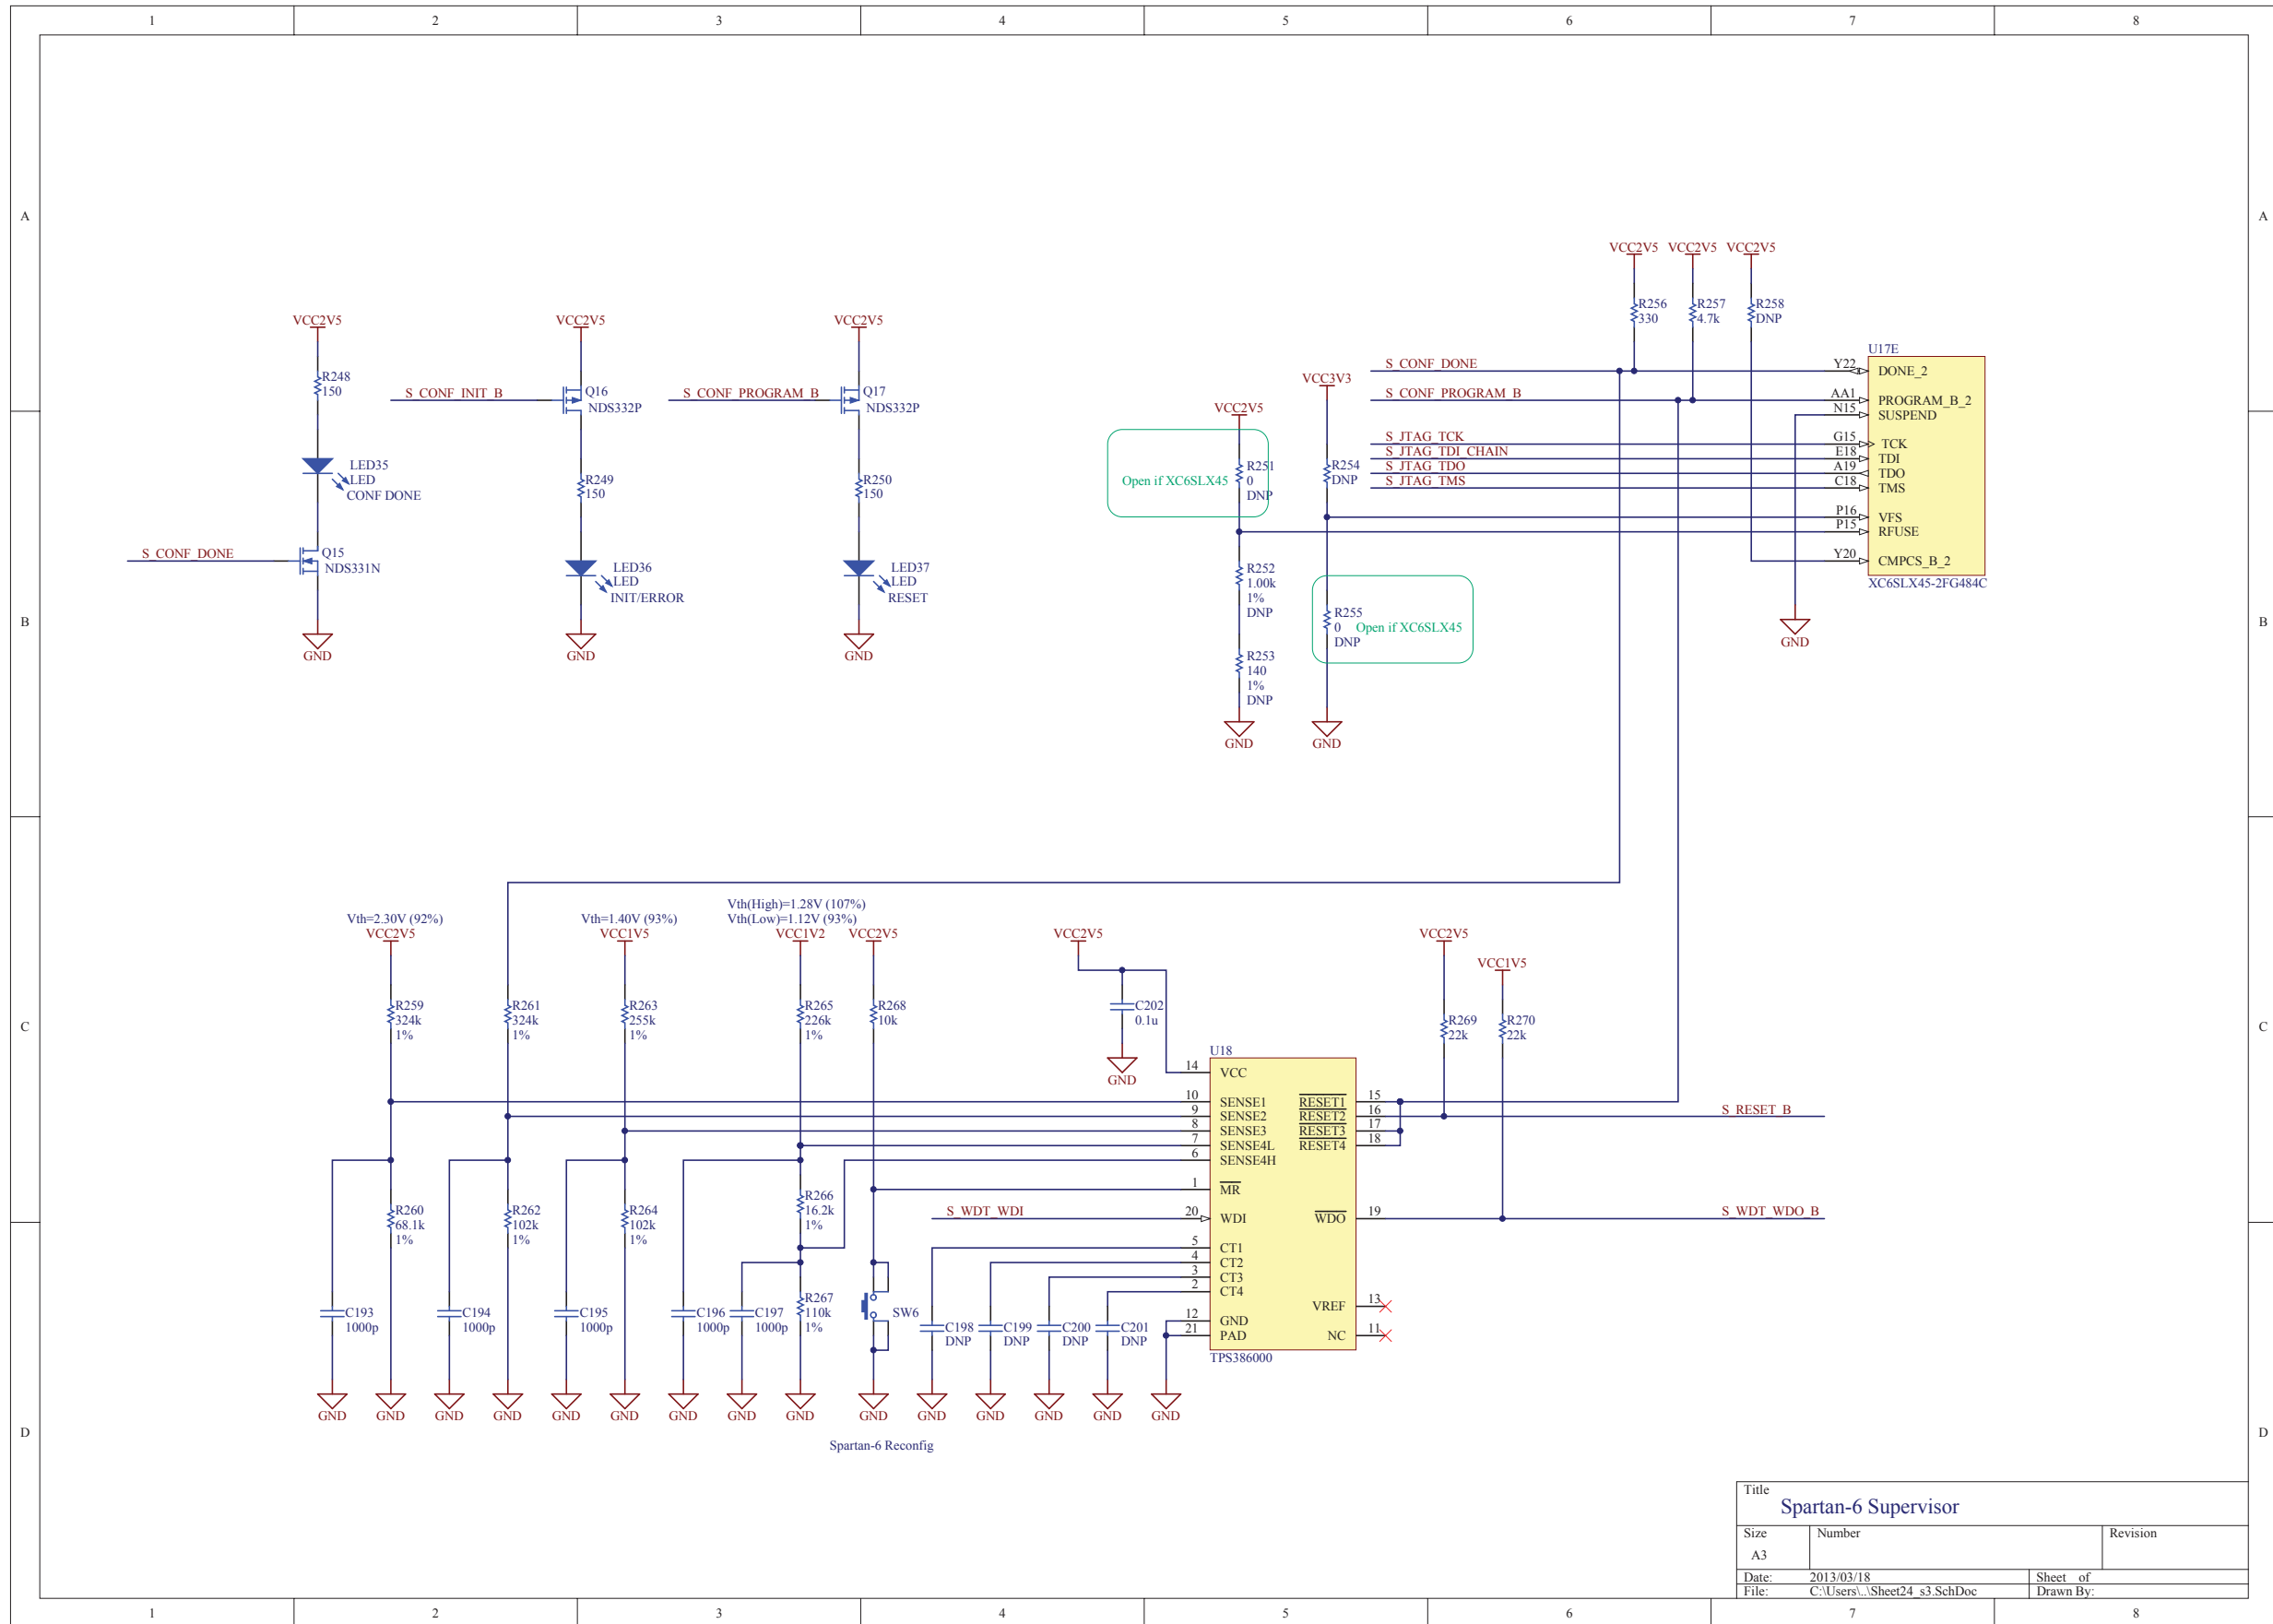 1 2 3 4 5 6 7 8
A A
B B
C C
D D
1 2 3 4 5 6 7 8
VCC2V5
R248
150
LED35
LED
CONF DONE
S_CONF_DONE
Q15
NDS331N
GND
VCC2V5
S_CONF_INIT_B
Q16
NDS332P
R249
150
LED36
LED
INIT/ERROR
GND
VCC2V5
S_CONF_PROGRAM_B
Q17
NDS332P
R250
150
LED37
LED
RESET
GND
VCC2V5
Open if XC6SLX45
R251
0
DNP
R252
1.00k
1%
DNP
R253
140
1%
DNP
GND
VCC3V3
R254
DNP
R255
0
DNP
Open if XC6SLX45
GND
VCC2V5 VCC2V5 VCC2V5
R256
330
R257
4.7k
R258
DNP
S_CONF_DONE
S_CONF_PROGRAM_B
S_JTAG_TCK
S_JTAG_TDI_CHAIN
S_JTAG_TDO
S_JTAG_TMS
U17E
Y22 DONE_2
AA1 PROGRAM_B_2
N15 SUSPEND
G15 TCK
E18 TDI
A19 TDO
C18 TMS
P16 VFS
P15 RFUSE
Y20 CMPCS_B_2
XC6SLX45-2FG484C
GND
Vth=2.30V (92%)
VCC2V5
R259
324k
1%
R260
68.1k
1%
C193
1000p
GND GND
R261
324k
1%
R262
102k
1%
C194
1000p
GND GND
Vth=1.40V (93%)
VCC1V5
R263
255k
1%
R264
102k
1%
C195
1000p
GND GND
Vth(High)=1.28V (107%)
Vth(Low)=1.12V (93%)
VCC1V2
R265
226k
1%
R266
16.2k
1%
R267
110k
1%
C196
1000p
C197
1000p
GND GND GND
VCC2V5
R268
10k
SW6
GND
Spartan-6 Reconfig
S_WDT_WDI
C198
DNP
C199
DNP
C200
DNP
C201
DNP
GND GND GND GND GND
VCC2V5
C202
0.1u
GND
U18
14 VCC
10 SENSE1 RESET1 15
9 SENSE2 RESET2 16
8 SENSE3 RESET3 17
7 SENSE4L RESET4 18
6 SENSE4H
1 MR
20 WDI WDO 19
5 CT1
4 CT2
3 CT3
2 CT4
VREF 13
12 GND
21 PAD NC 11
TPS386000
VCC2V5
R269
22k
VCC1V5
R270
22k
S_RESET_B
S_WDT_WDO_B
Title
Spartan-6 Supervisor
Size Number Revision
A3
Date: 2013/03/18 Sheet of
File: C:\Users\..\Sheet24_s3.SchDoc Drawn By: